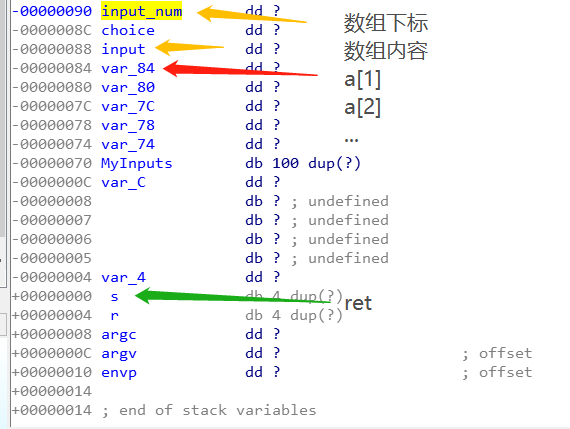 -00000090 input_num dd ? 数组下标
-0000008C choice dd ?
-00000088 input dd ? 数组内容
-00000084 var_84 dd ? a[1]
-00000080 var_80 dd ? a[2]
-0000007C var_7C dd ?
-00000078 var_78 dd ? ...
-00000074 var_74 dd ?
-00000070 MyInputs db 100 dup(?)
-0000000C var_C dd ?
-00000008 db ? ; undefined
-00000007 db ? ; undefined
-00000006 db ? ; undefined
-00000005 db ? ; undefined
-00000004 var_4 dd ?
+00000000 s db 4 dup(?) ret
+00000004 r db 4 dup(?)
+00000008 argc dd ?
+0000000C argv dd ? ; offset
+00000010 envp dd ? ; offset
+00000014
+00000014 ; end of stack variables